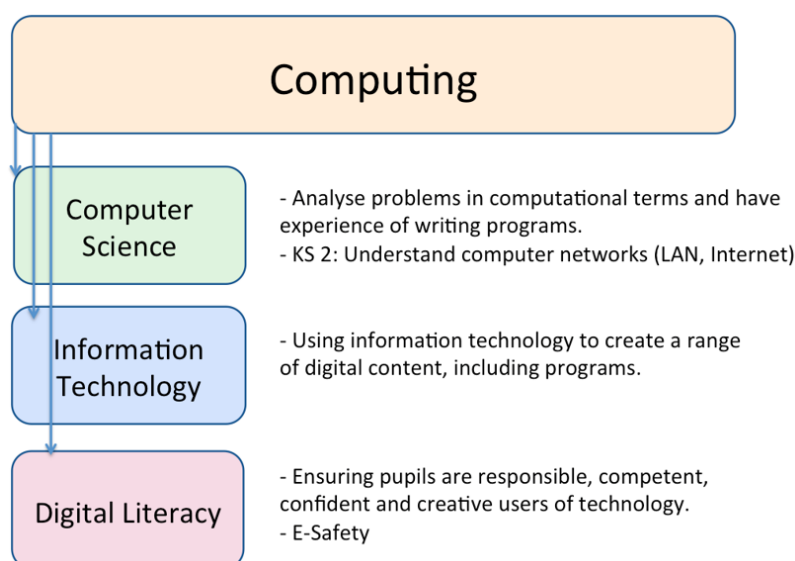 Computing
Computer
Science
- Analyse problems in computational terms and have
experience of writing programs.
- KS 2: Understand computer networks (LAN, Internet)
Information
Technology
- Using information technology to create a range
of digital content, including programs.
Digital Literacy
- Ensuring pupils are responsible, competent,
confident and creative users of technology.
- E-Safety